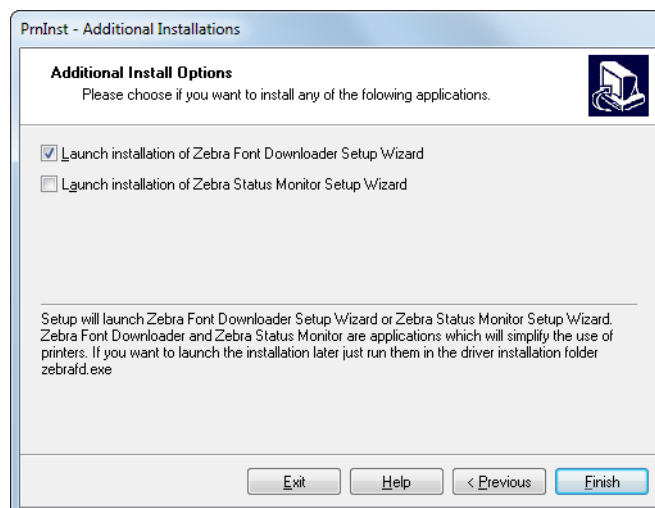 PrnInst - Additional Installations
Additional Install Options
Please choose if you want to install any of the folowing applications.
Launch installation of Zebra Font Downloader Setup Wizard
Launch installation of Zebra Status Monitor Setup Wizard
Setup will launch Zebra Font Downloader Setup Wizard or Zebra Status Monitor Setup Wizard.
Zebra Font Downloader and Zebra Status Monitor are applications which will simplify the use of
printers. If you want to launch the installation later just run them in the driver installation folder
zebrafd.exe
Exit Help < Previous Finish